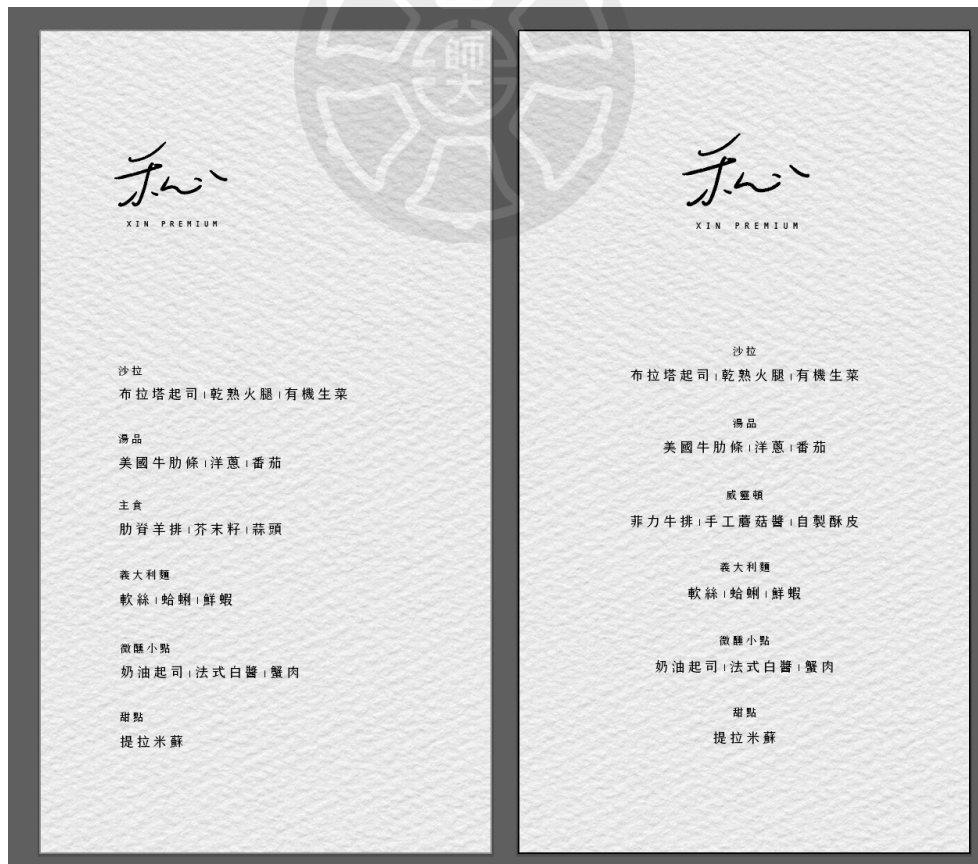 師大
XIN PREMIUM
沙拉
布拉塔起司|乾熟火腿|有機生菜
湯品
美國牛肋條|洋蔥|番茄
主食
肋脊羊排|芥末籽|蒜頭
義大利麵
軟絲|蛤蜊|鮮蝦
微醺小點
奶油起司|法式白醬|蟹肉
甜點
提拉米蘇
XIN PREMIUM
沙拉
布拉塔起司|乾熟火腿|有機生菜
湯品
美國牛肋條|洋蔥|番茄
威靈頓
菲力牛排|手工蘑菇醬|自製酥皮
義大利麵
軟絲|蛤蜊|鮮蝦
微醺小點
奶油起司|法式白醬|蟹肉
甜點
提拉米蘇